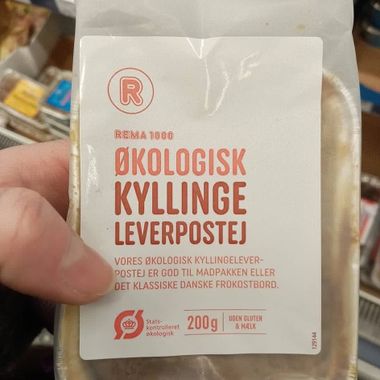 R
REMA 1000
ØKOLOGISK
KYLLINGE
LEVERPOSTEJ
VORES ØKOLOGISK KYLLINGELEVER-
POSTEJ ER GOD TIL MADPAKKEN ELLER
DET KLASSISKE DANSKE FROKOSTBORD.
Stats-
kontrolleret
økologisk
Ø
200g
UDEN GLUTEN
& MÆLK
129144